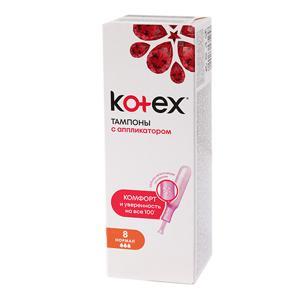 kotex
ТАМПОНЫ
с аппликатором
КОМФОРТ
и уверенность
на все 100
8
НОРМАЛ